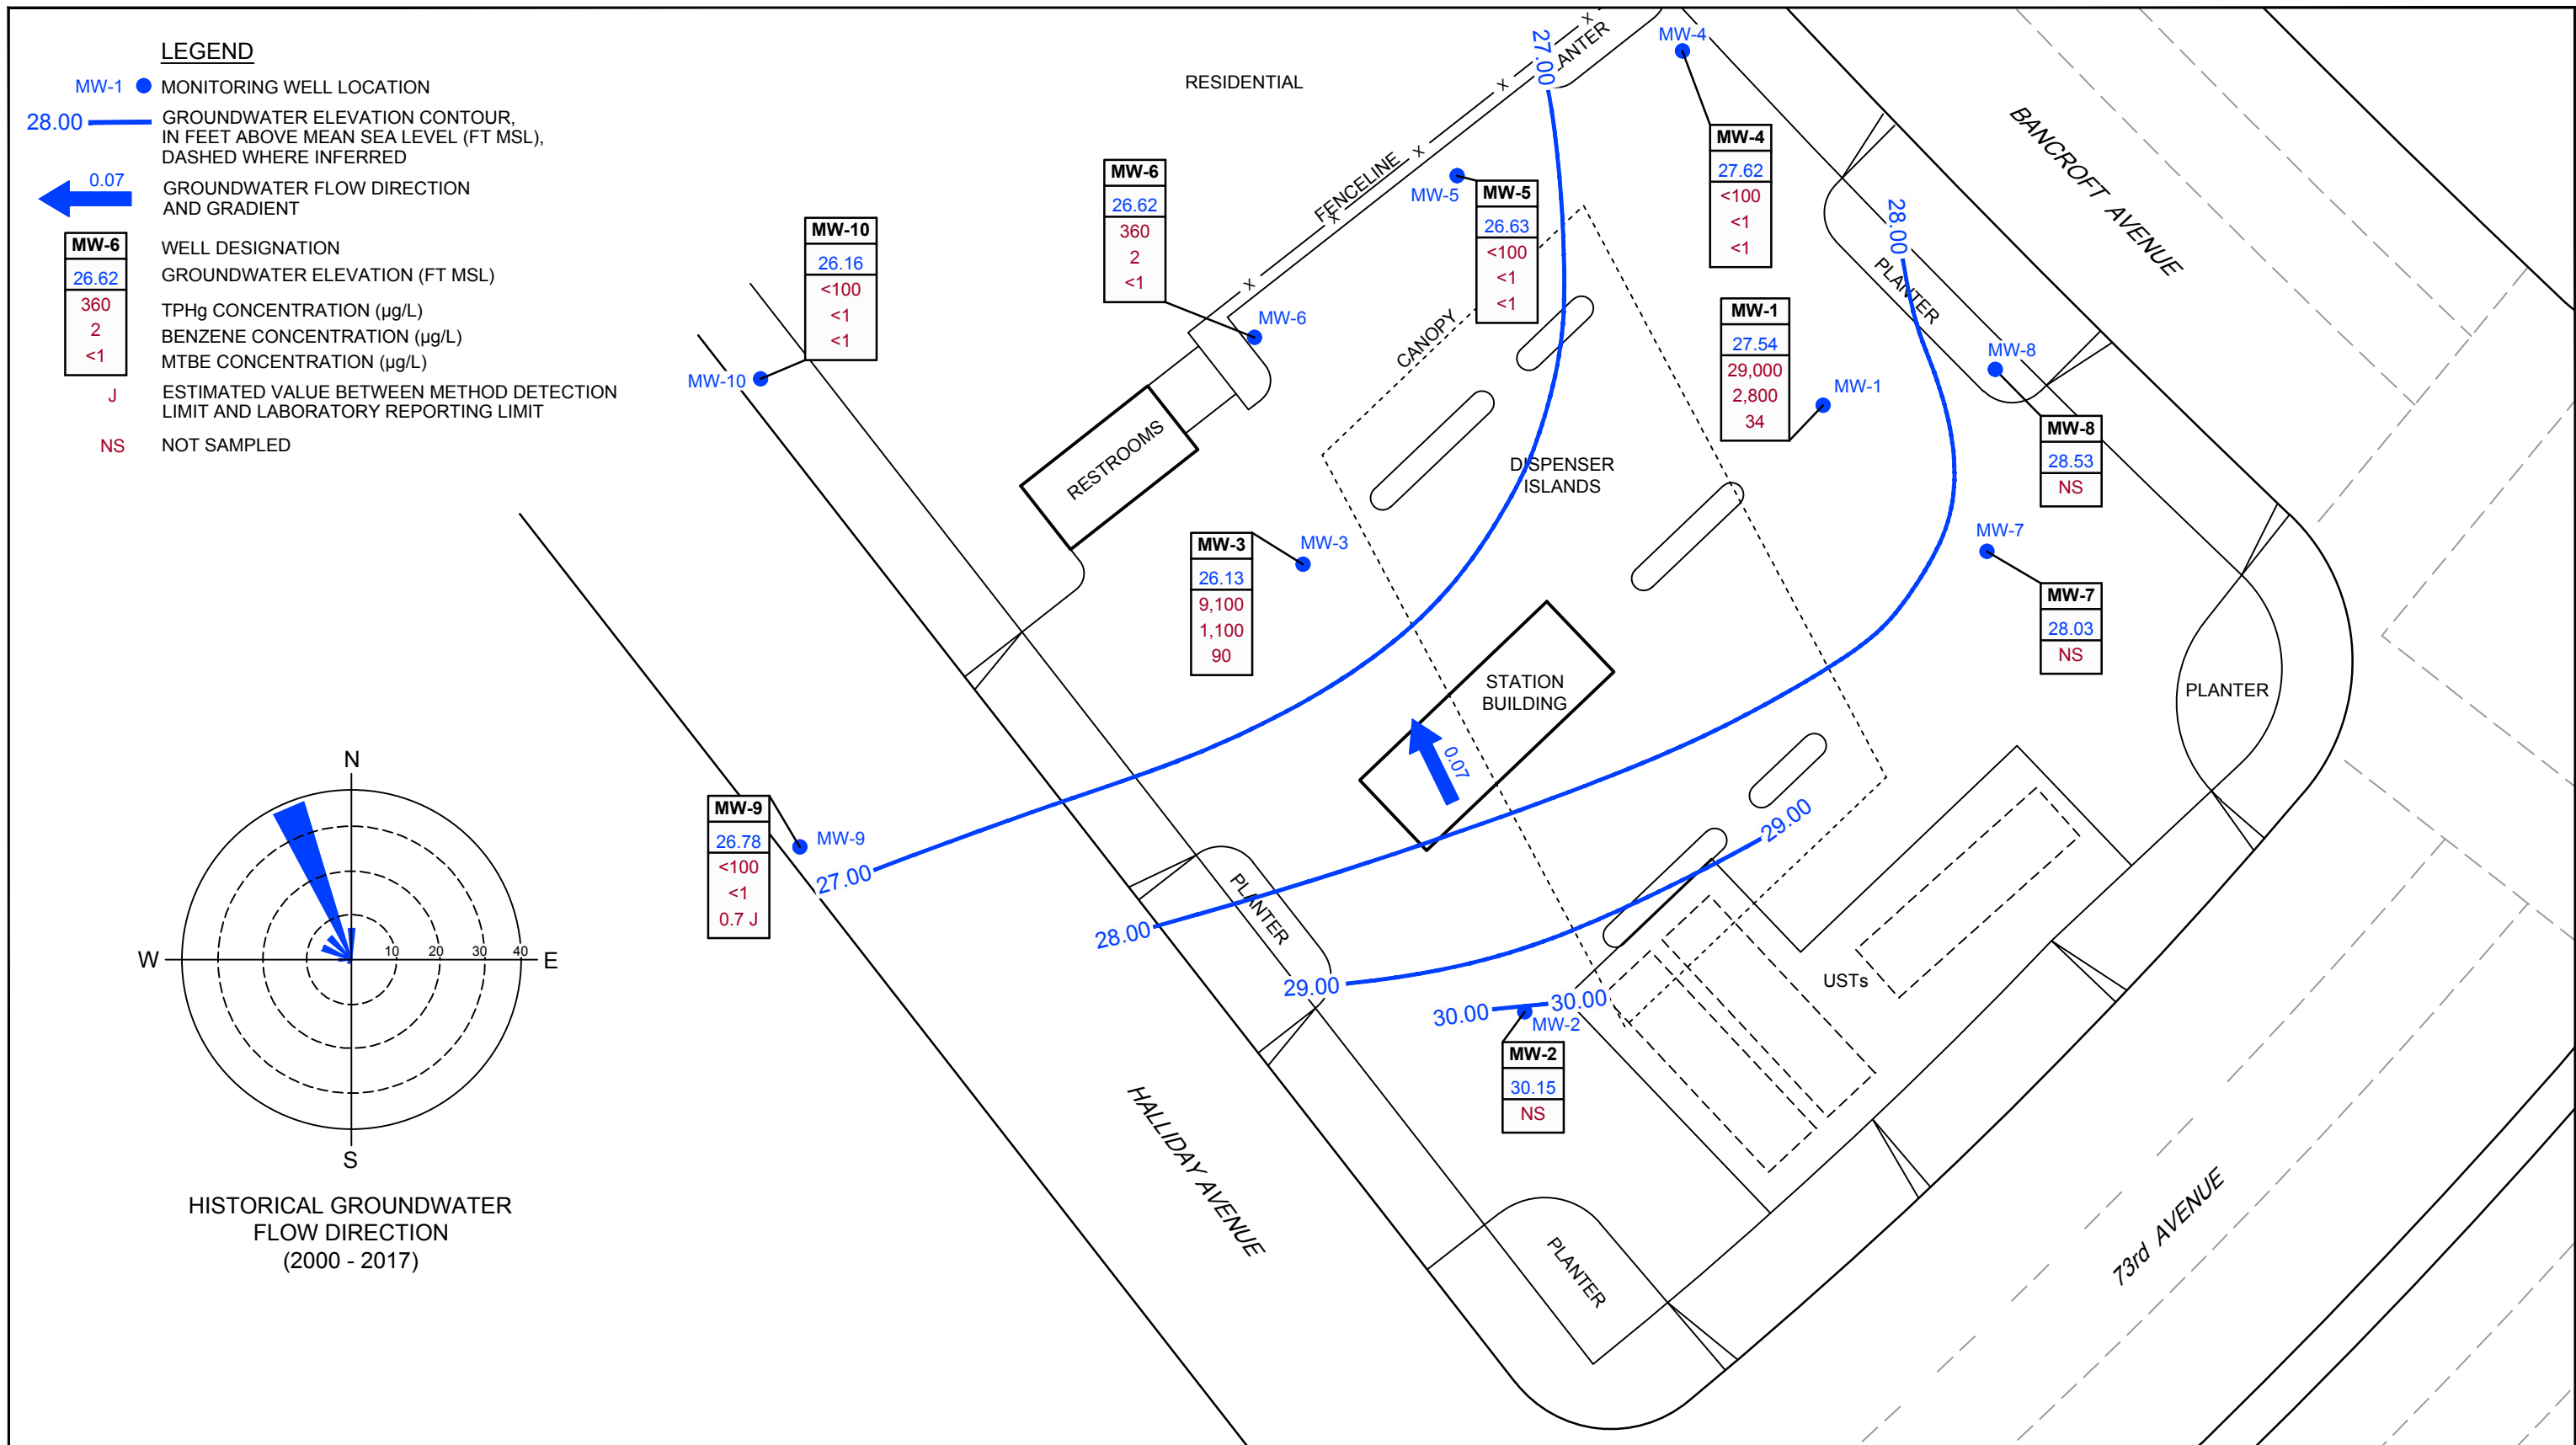 LEGEND
MW-1 MONITORING WELL LOCATION
28.00 GROUNDWATER ELEVATION CONTOUR,
IN FEET ABOVE MEAN SEA LEVEL (FT MSL),
DASHED WHERE INFERRED
0.07
GROUNDWATER FLOW DIRECTION
AND GRADIENT
MW-6 WELL DESIGNATION
26.62 GROUNDWATER ELEVATION (FT MSL)
360 TPHg CONCENTRATION (µg/L)
2 BENZENE CONCENTRATION (µg/L)
<1 MTBE CONCENTRATION (µg/L)
J ESTIMATED VALUE BETWEEN METHOD DETECTION
LIMIT AND LABORATORY REPORTING LIMIT
NS NOT SAMPLED
RESIDENTIAL
FENCELINE
x
x
x
x
x
27.00
ANTER
MW-4
MW-4
27.62
<100
<1
<1
BANCROFT AVENUE
MW-6
26.62
360
2
<1
MW-6
MW-5
MW-5
26.63
<100
<1
<1
MW-10
26.16
<100
<1
<1
MW-10
28.00
PLANTER
CANOPY
MW-1
27.54
29,000
2,800
34
MW-1
MW-8
MW-8
28.53
NS
RESTROOMS
DISPENSER
ISLANDS
MW-3
26.13
9,100
1,100
90
MW-3
MW-7
MW-7
28.03
NS
STATION
BUILDING
0.07
PLANTER
MW-9
26.78
<100
<1
0.7 J
MW-9
27.00
28.00
PLANTER
29.00
29.00
30.00
30.00
MW-2
MW-2
30.15
NS
USTs
HALLIDAY AVENUE
PLANTER
73rd AVENUE
N
W
E
S
10
20
30
40
HISTORICAL GROUNDWATER
FLOW DIRECTION
(2000 - 2017)